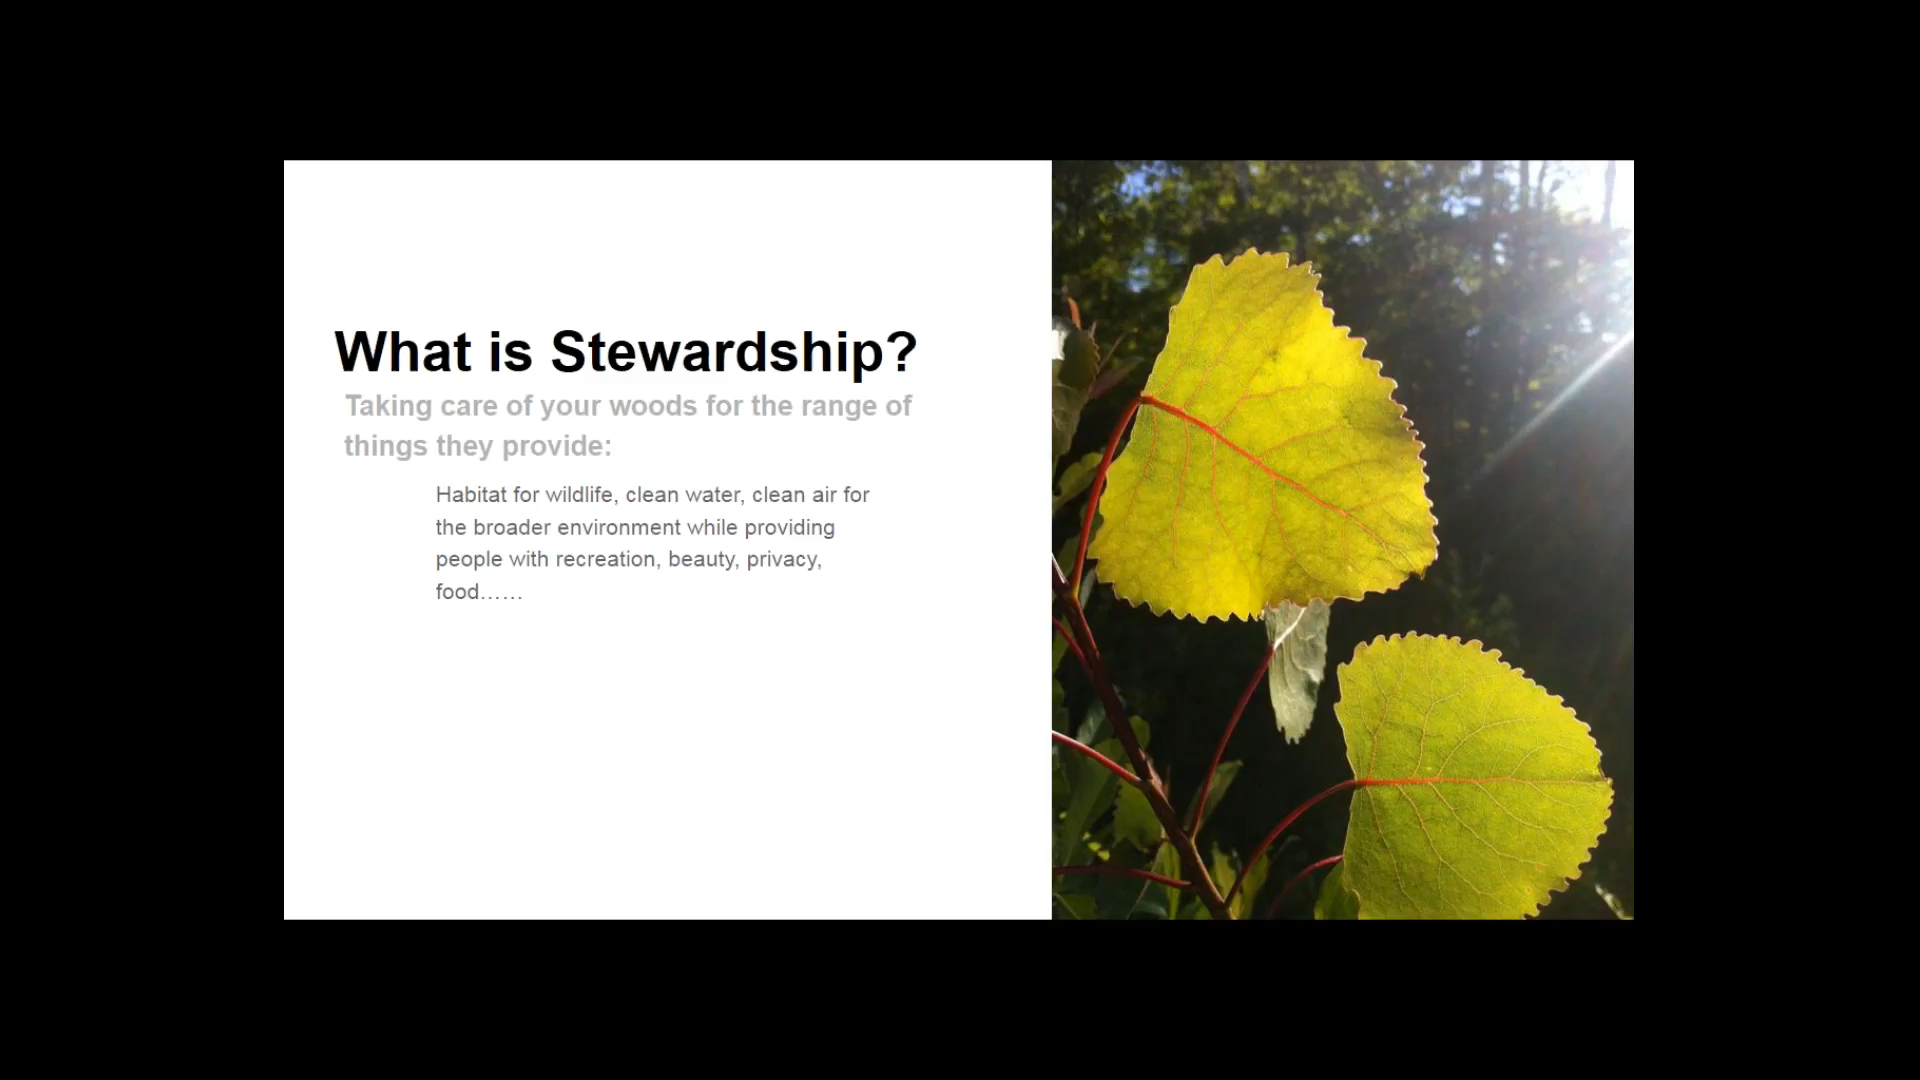 What is Stewardship?
Taking care of your woods for the range of
things they provide:
Habitat for wildlife, clean water, clean air for
the broader environment while providing
people with recreation, beauty, privacy,
food……